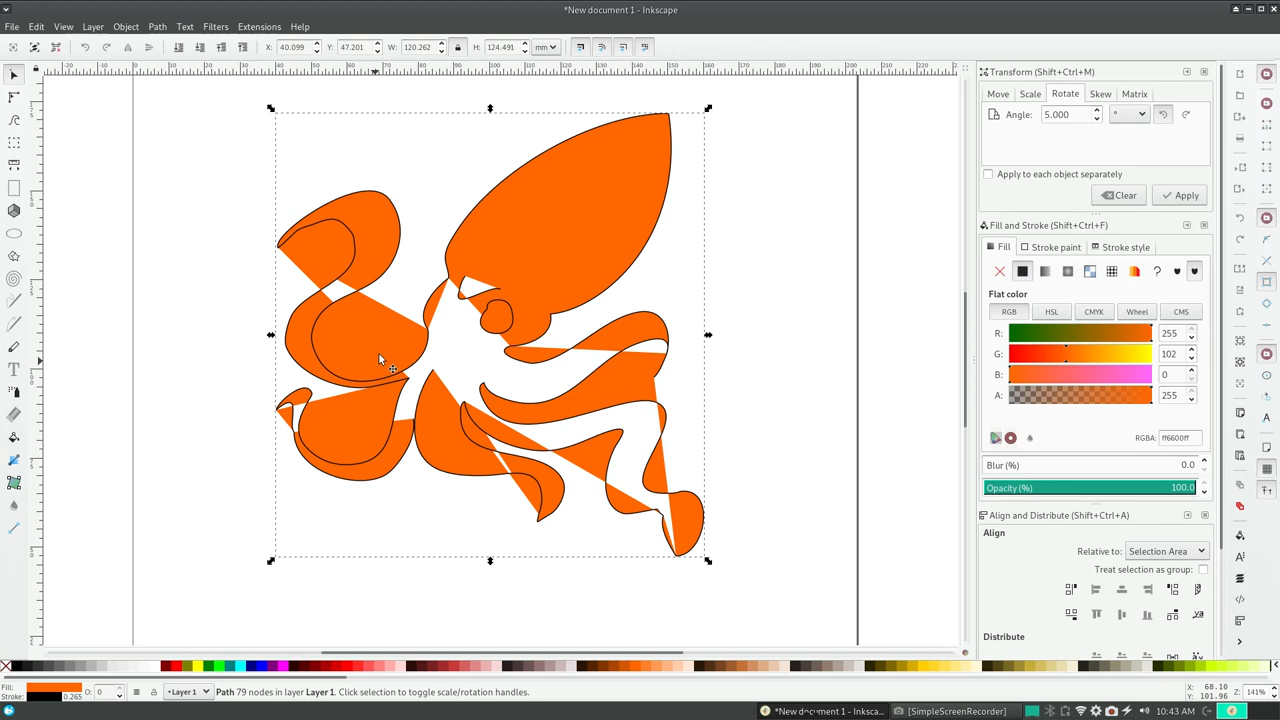 *New document 1 - Inkscape
File Edit View Layer Object Path Text Filters Extensions Help
X: 40.099 Y: 47.201 W: 120.262 H: 124.491 mm
Transform (Shift+Ctrl+M)
Move Scale Rotate Skew Matrix
Angle: 5.000 °
Apply to each object separately
Clear Apply
Fill and Stroke (Shift+Ctrl+F)
Fill Stroke paint Stroke style
?
Flat color
RGB HSL CMYK Wheel CMS
R: 255
G: 102
B: 0
A: 255
RGBA: ff6600ff
Blur (%) 0.0
Opacity (%) 100.0
Align and Distribute (Shift+Ctrl+A)
Align
Relative to: Selection Area
Treat selection as group:
Distribute
Fill:
Stroke: 0.265
O: 0
Layer 1
Path 79 nodes in layer Layer 1. Click selection to toggle scale/rotation handles.
X: 68.10
Y: 101.96
Z: 141%
*New document 1 - Inksca... [SimpleScreenRecorder] 10:43 AM